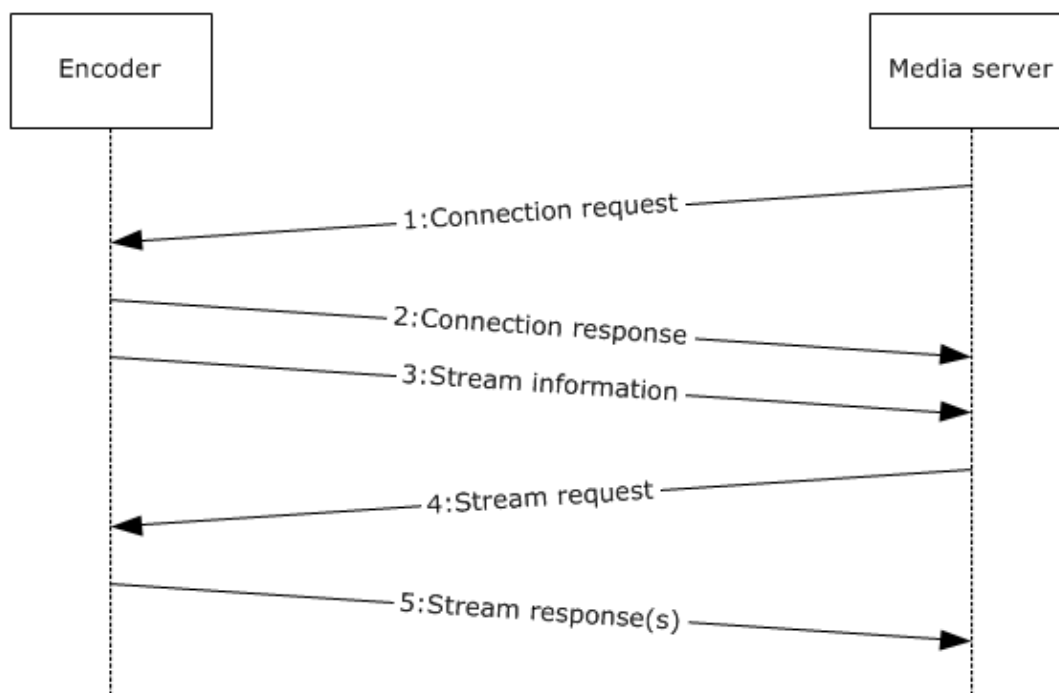 Encoder
Media server
1:Connection request
2:Connection response
3:Stream information
4:Stream request
5:Stream response(s)